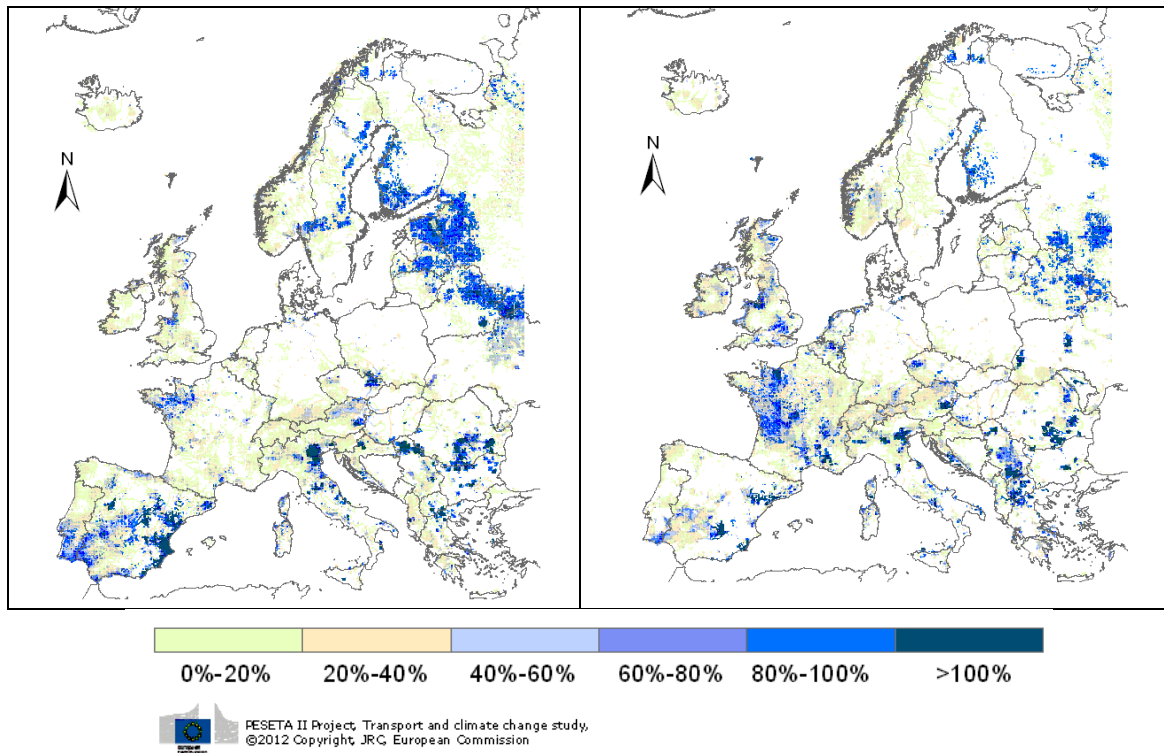 N
N
0%-20% 20%-40% 40%-60% 60%-80% 80%-100% >100%
PESETA II Project, Transport and climate change study,
©2012 Copyright, JRC, European Commission